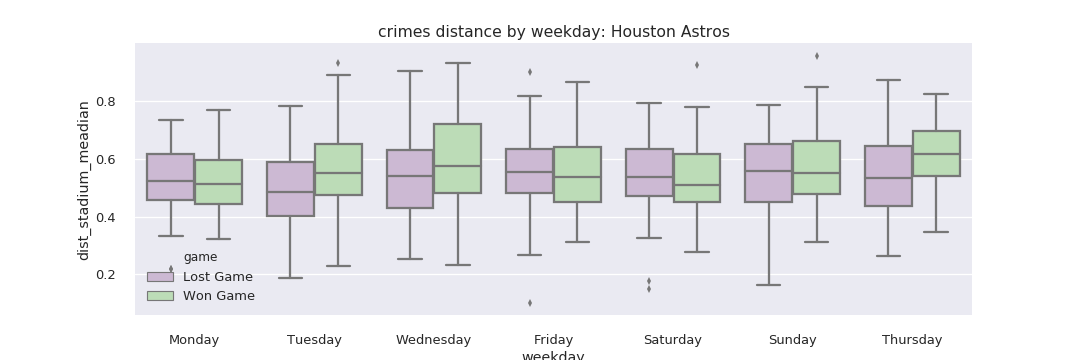 crimes distance by weekday: Houston Astros
dist_stadium_meadian
0.8
0.6
0.4
0.2
game
Lost Game
Won Game
Monday Tuesday Wednesday Friday Saturday Sunday Thursday
weekday